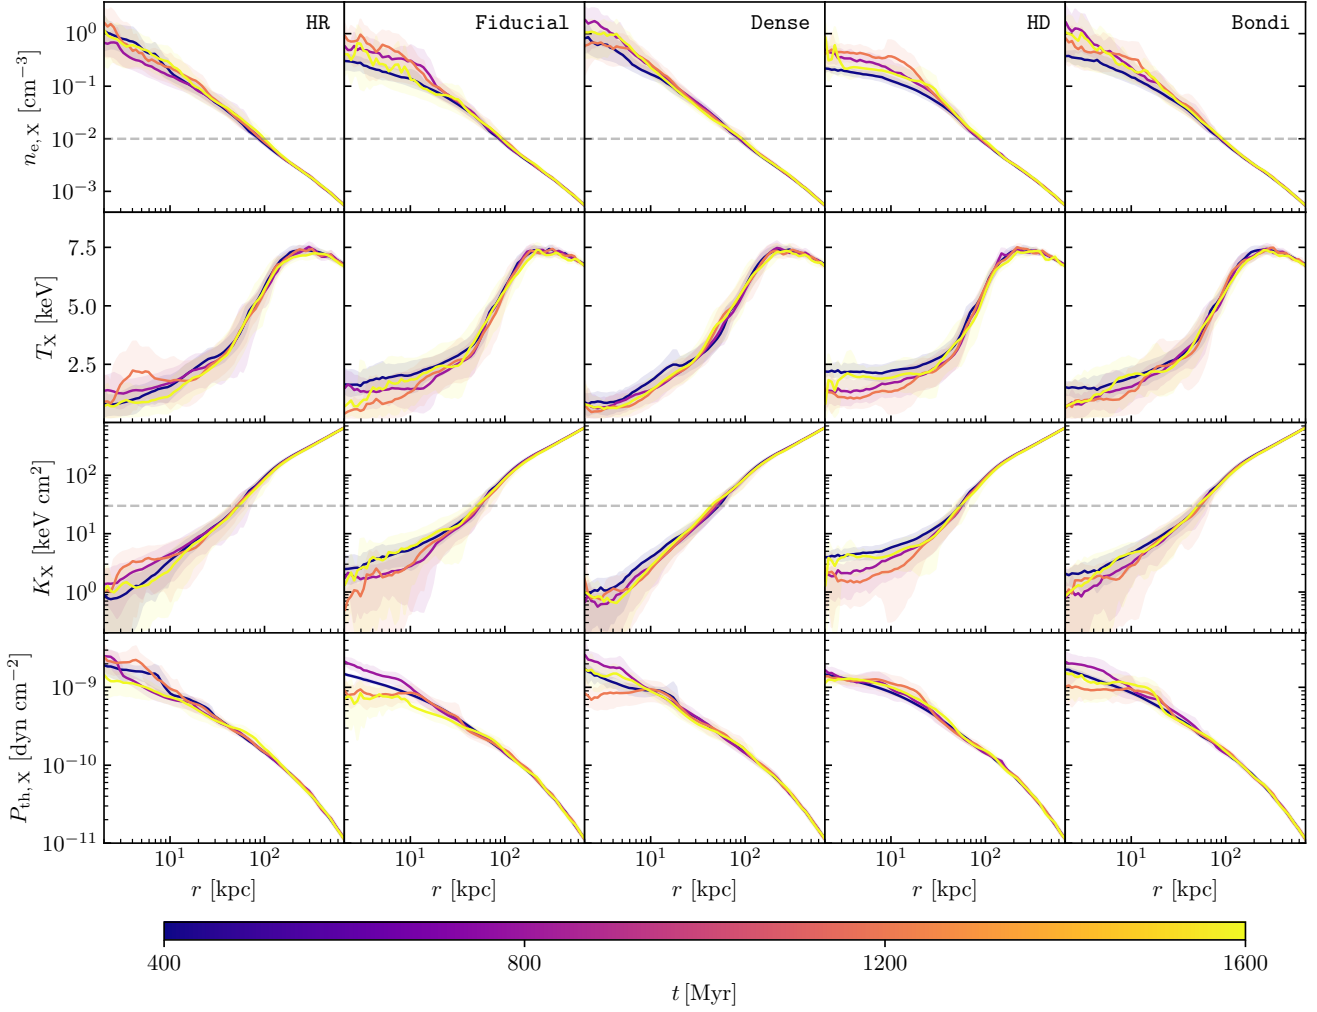 HR
Fiducial
Dense
HD
Bondi
n_{e,X} [cm^{-3}]
10^0
10^{-1}
10^{-2}
10^{-3}
T_X [keV]
7.5
5.0
2.5
K_X [keV cm^2]
10^2
10^1
10^0
P_{th,X} [dyn cm^{-2}]
10^{-9}
10^{-10}
10^{-11}
10^1 10^2 10^1 10^2 10^1 10^2 10^1 10^2 10^1 10^2
r [kpc] r [kpc] r [kpc] r [kpc] r [kpc]
400 800 1200 1600
t [Myr]